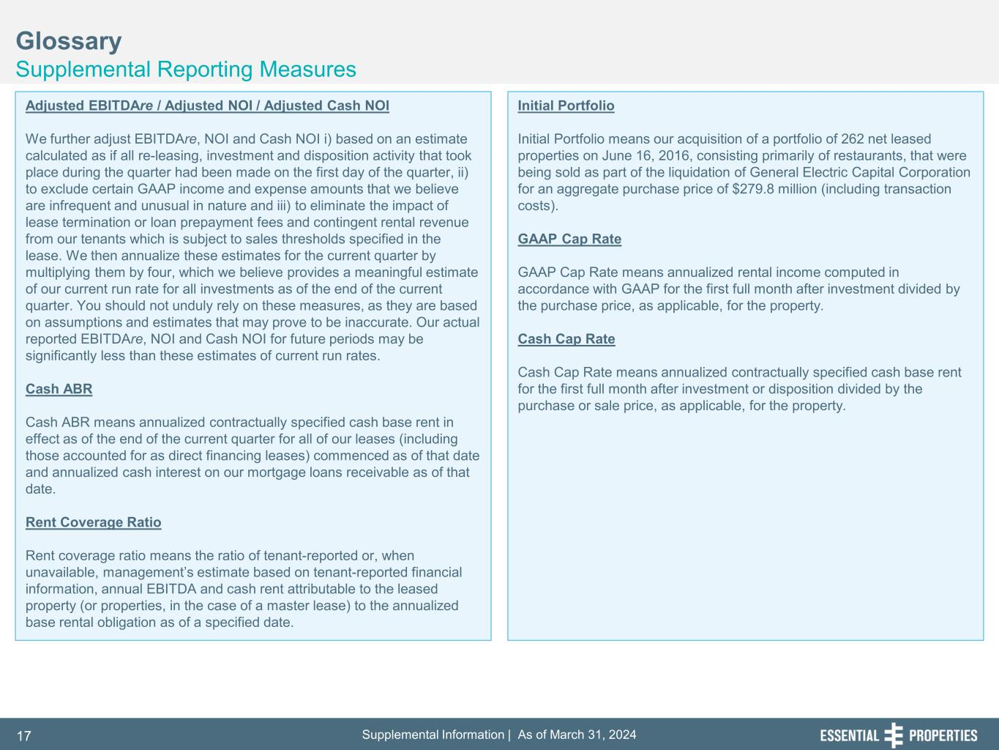 Glossary
Supplemental Reporting Measures
Adjusted EBITDAre / Adjusted NOI / Adjusted Cash NOI
We further adjust EBITDAre, NOI and Cash NOI i) based on an estimate
calculated as if all re-leasing, investment and disposition activity that took
place during the quarter had been made on the first day of the quarter, ii)
to exclude certain GAAP income and expense amounts that we believe
are infrequent and unusual in nature and iii) to eliminate the impact of
lease termination or loan prepayment fees and contingent rental revenue
from our tenants which is subject to sales thresholds specified in the
lease. We then annualize these estimates for the current quarter by
multiplying them by four, which we believe provides a meaningful estimate
of our current run rate for all investments as of the end of the current
quarter. You should not unduly rely on these measures, as they are based
on assumptions and estimates that may prove to be inaccurate. Our actual
reported EBITDAre, NOI and Cash NOI for future periods may be
significantly less than these estimates of current run rates.
Cash ABR
Cash ABR means annualized contractually specified cash base rent in
effect as of the end of the current quarter for all of our leases (including
those accounted for as direct financing leases) commenced as of that date
and annualized cash interest on our mortgage loans receivable as of that
date.
Rent Coverage Ratio
Rent coverage ratio means the ratio of tenant-reported or, when
unavailable, management’s estimate based on tenant-reported financial
information, annual EBITDA and cash rent attributable to the leased
property (or properties, in the case of a master lease) to the annualized
base rental obligation as of a specified date.
Initial Portfolio
Initial Portfolio means our acquisition of a portfolio of 262 net leased
properties on June 16, 2016, consisting primarily of restaurants, that were
being sold as part of the liquidation of General Electric Capital Corporation
for an aggregate purchase price of $279.8 million (including transaction
costs).
GAAP Cap Rate
GAAP Cap Rate means annualized rental income computed in
accordance with GAAP for the first full month after investment divided by
the purchase price, as applicable, for the property.
Cash Cap Rate
Cash Cap Rate means annualized contractually specified cash base rent
for the first full month after investment or disposition divided by the
purchase or sale price, as applicable, for the property.
17
Supplemental Information | As of March 31, 2024
ESSENTIAL PROPERTIES